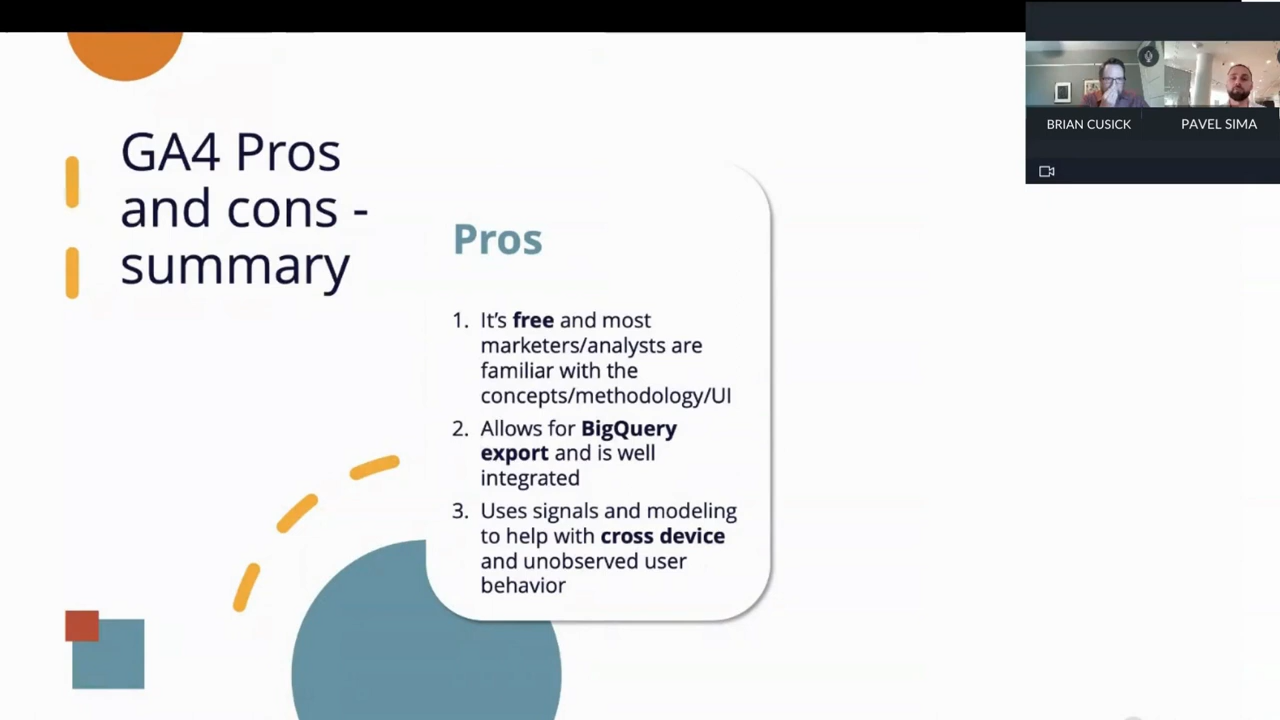 GA4 Pros
and cons -
summary
Pros
1. It’s free and most
marketers/analysts are
familiar with the
concepts/methodology/UI
2. Allows for BigQuery
export and is well
integrated
3. Uses signals and modeling
to help with cross device
and unobserved user
behavior
BRIAN CUSICK
PAVEL SIMA